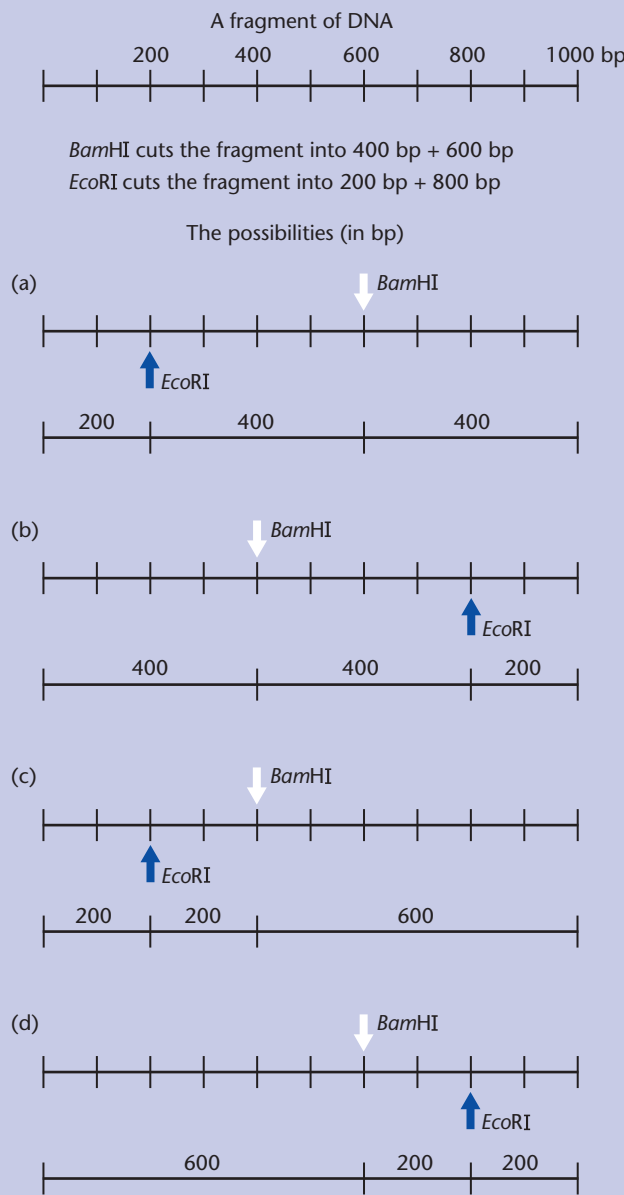 A fragment of DNA
200 400 600 800 1000 bp
BamHI cuts the fragment into 400 bp + 600 bp
EcoRI cuts the fragment into 200 bp + 800 bp
The possibilities (in bp)
(a)
BamHI
EcoRI
200 400 400
(b)
BamHI
EcoRI
400 400 200
(c)
BamHI
EcoRI
200 200 600
(d)
BamHI
EcoRI
600 200 200